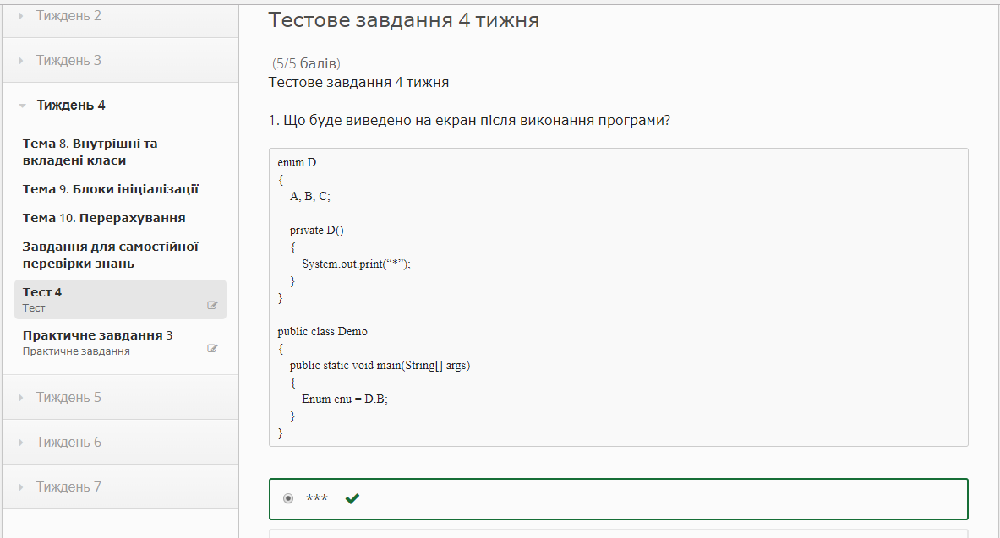 Тиждень 2
Тиждень 3
Тиждень 4
Тема 8. Внутрішні та
вкладені класи
Тема 9. Блоки ініціалізації
Тема 10. Перерахування
Завдання для самостійної
перевірки знань
Тест 4
Тест
Практичне завдання 3
Практичне завдання
Тиждень 5
Тиждень 6
Тиждень 7
Тестове завдання 4 тижня
(5/5 балів)
Тестове завдання 4 тижня
1. Що буде виведено на екран після виконання програми?
enum D
{
A, B, C;
private D()
{
System.out.print(“*”);
}
}
public class Demo
{
public static void main(String[] args)
{
Enum enu = D.B;
}
}
***